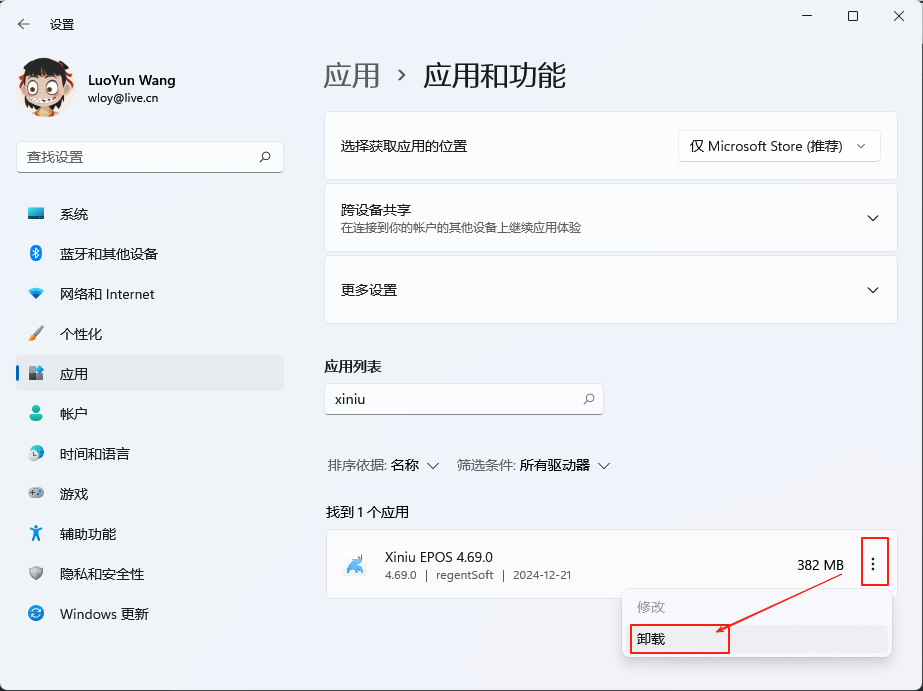 设置
LuoYun Wang
wloy@live.cn
查找设置
系统
蓝牙和其他设备
网络和 Internet
个性化
应用
帐户
时间和语言
游戏
辅助功能
隐私和安全性
Windows 更新
应用 › 应用和功能
选择获取应用的位置
仅 Microsoft Store (推荐)
跨设备共享
在连接到你的帐户的其他设备上继续应用体验
更多设置
应用列表
xiniu
排序依据: 名称 筛选条件: 所有驱动器
找到 1 个应用
Xiniu EPOS 4.69.0
4.69.0 | regentSoft | 2024-12-21
382 MB
修改
卸载